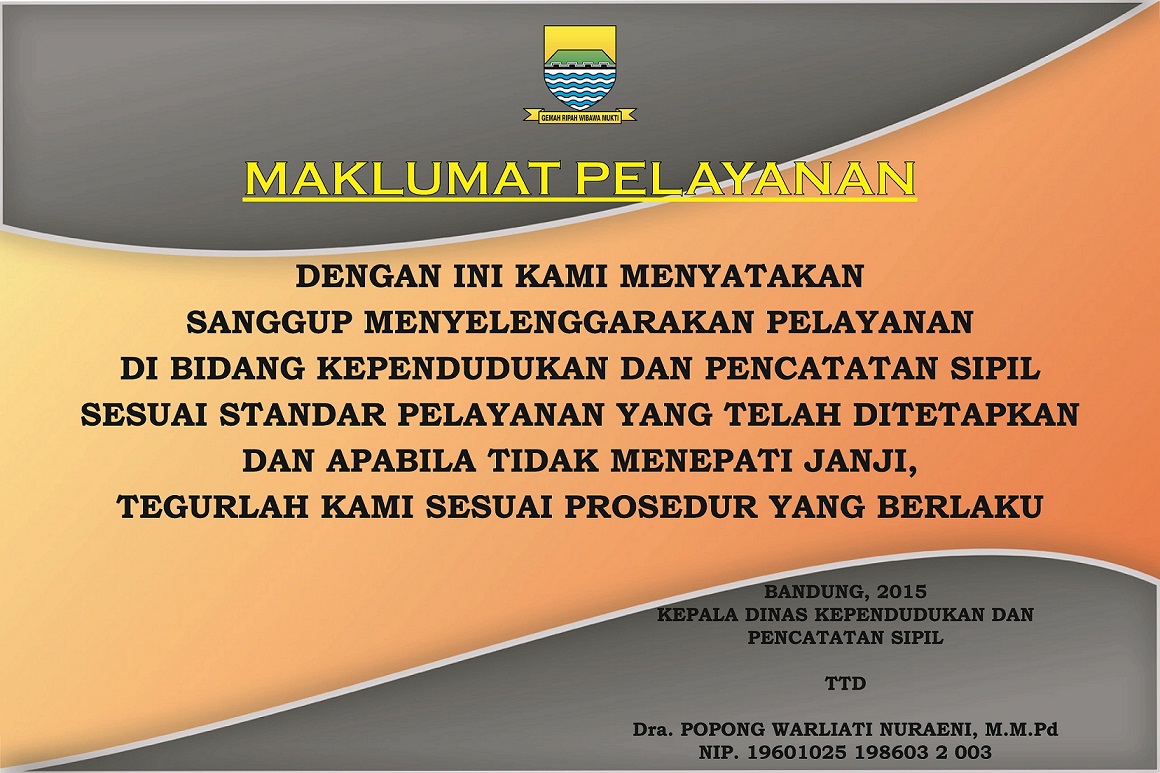 GEMAH RIPAH WIBAWA MUKTI
MAKLUMAT PELAYANAN
DENGAN INI KAMI MENYATAKAN
SANGGUP MENYELENGGARAKAN PELAYANAN
DI BIDANG KEPENDUDUKAN DAN PENCATATAN SIPIL
SESUAI STANDAR PELAYANAN YANG TELAH DITETAPKAN
DAN APABILA TIDAK MENEPATI JANJI,
TEGURLAH KAMI SESUAI PROSEDUR YANG BERLAKU
BANDUNG, 2015
KEPALA DINAS KEPENDUDUKAN DAN
PENCATATAN SIPIL
TTD
Dra. POPONG WARLIATI NURAENI, M.M.Pd
NIP. 19601025 198603 2 003